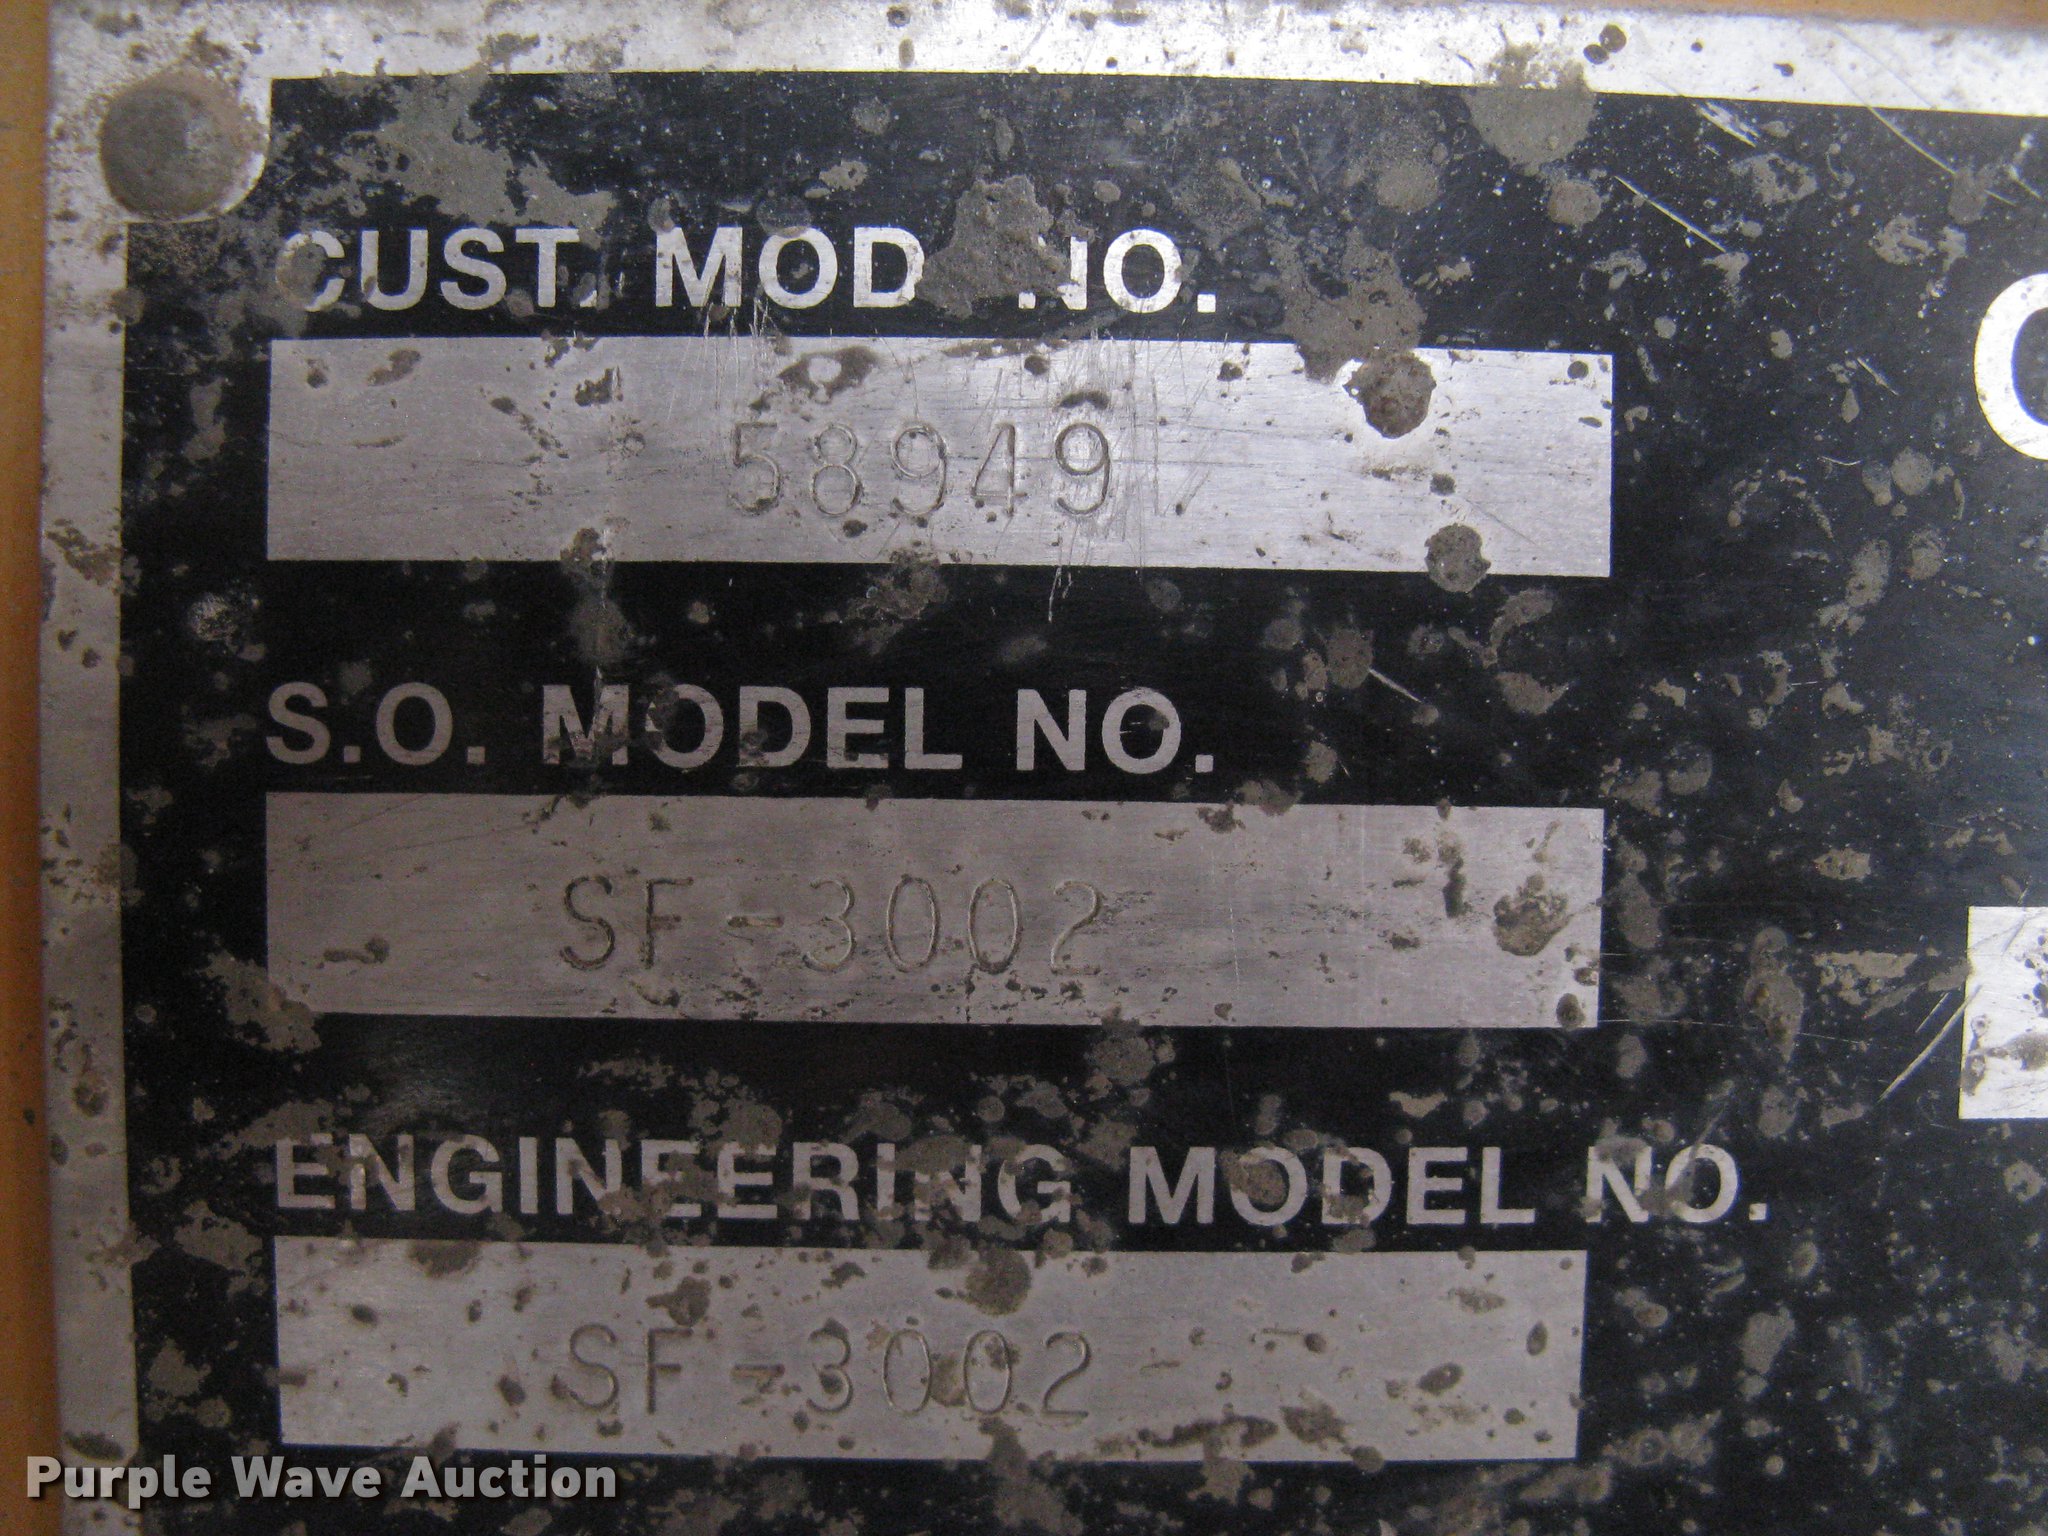 CUST. MOD NO.
58949
S.O. MODEL NO.
SF-3002
ENGINEERING MODEL NO.
SF-3002
Purple Wave Auction